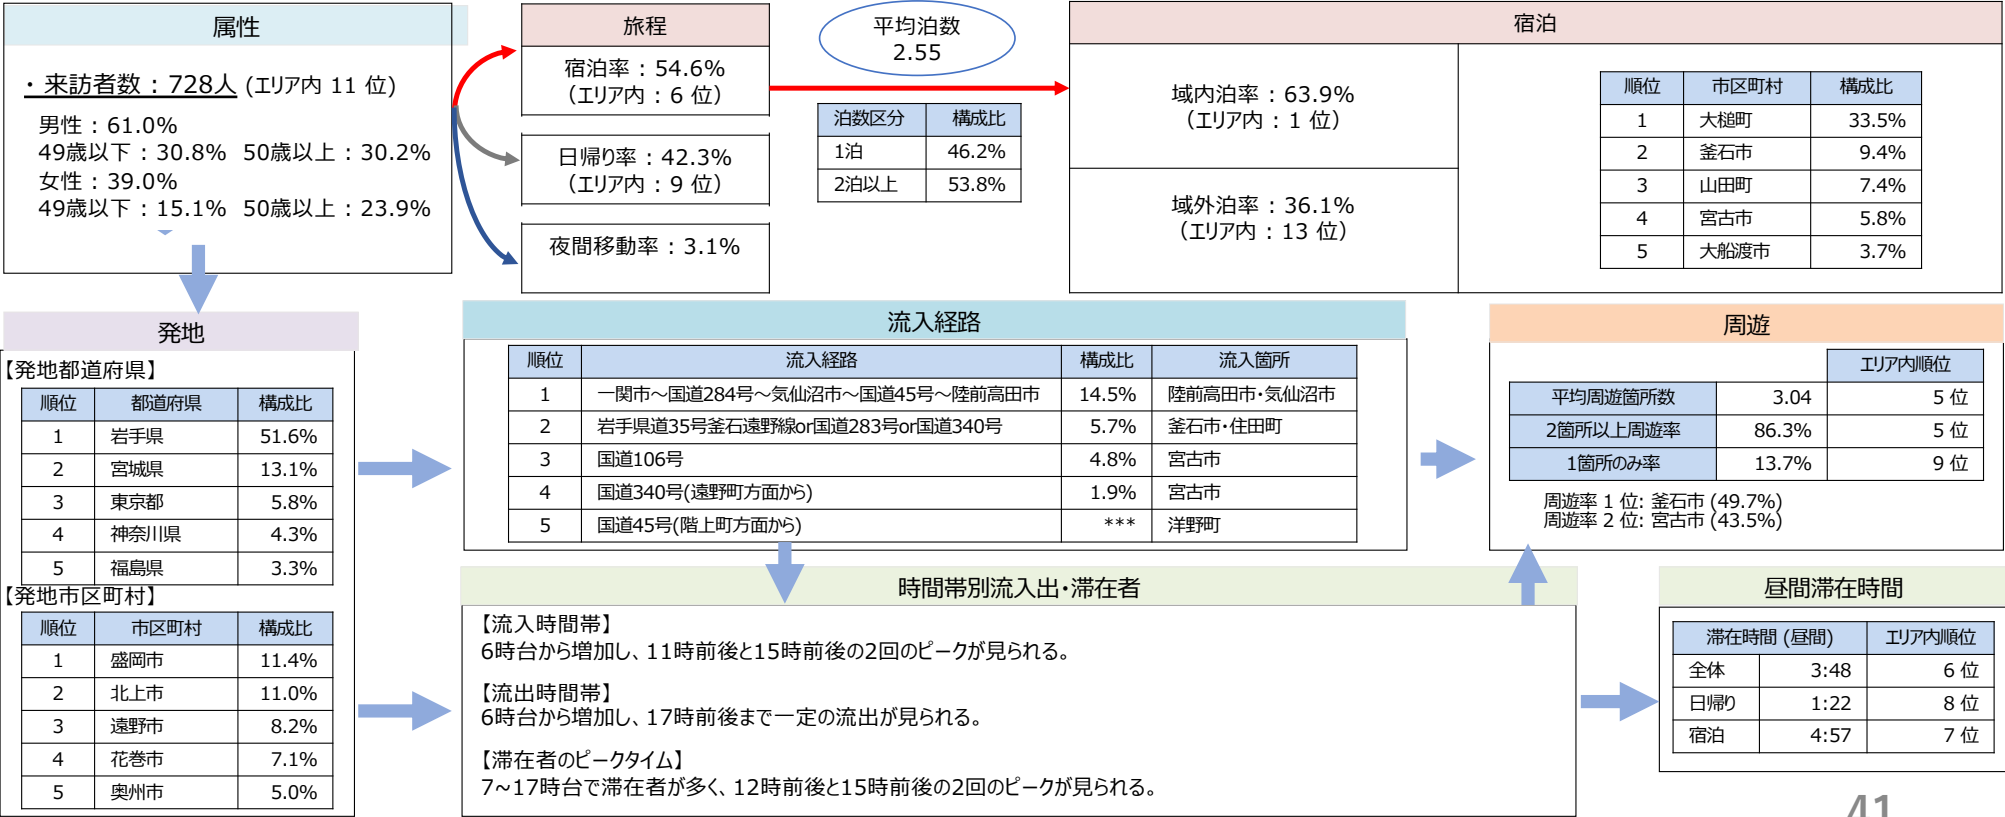 属性
・来訪者数：728人 (エリア内 11 位)
男性：61.0%
49歳以下：30.8%  50歳以上：30.2%
女性：39.0%
49歳以下：15.1%  50歳以上：23.9%
旅程
宿泊率：54.6%
（エリア内：6 位）
日帰り率：42.3%
（エリア内：9 位）
夜間移動率：3.1%
平均泊数
2.55
泊数区分 構成比
1泊 46.2%
2泊以上 53.8%
宿泊
域内泊率：63.9%
（エリア内：1 位）
域外泊率：36.1%
（エリア内：13 位）
順位 市区町村 構成比
1 大槌町 33.5%
2 釜石市 9.4%
3 山田町 7.4%
4 宮古市 5.8%
5 大船渡市 3.7%
発地
【発地都道府県】
順位 都道府県 構成比
1 岩手県 51.6%
2 宮城県 13.1%
3 東京都 5.8%
4 神奈川県 4.3%
5 福島県 3.3%
【発地市区町村】
順位 市区町村 構成比
1 盛岡市 11.4%
2 北上市 11.0%
3 遠野市 8.2%
4 花巻市 7.1%
5 奥州市 5.0%
流入経路
順位 流入経路 構成比 流入箇所
1 一関市～国道284号～気仙沼市～国道45号～陸前高田市 14.5% 陸前高田市・気仙沼市
2 岩手県道35号釜石遠野線or国道283号or国道340号 5.7% 釜石市・住田町
3 国道106号 4.8% 宮古市
4 国道340号(遠野町方面から) 1.9% 宮古市
5 国道45号(階上町方面から) *** 洋野町
周遊
エリア内順位
平均周遊箇所数 3.04 5 位
2箇所以上周遊率 86.3% 5 位
1箇所のみ率 13.7% 9 位
周遊率 1 位: 釜石市 (49.7%)
周遊率 2 位: 宮古市 (43.5%)
時間帯別流入出・滞在者
【流入時間帯】
6時台から増加し、11時前後と15時前後の2回のピークが見られる。
【流出時間帯】
6時台から増加し、17時前後まで一定の流出が見られる。
【滞在者のピークタイム】
7~17時台で滞在者が多く、12時前後と15時前後の2回のピークが見られる。
昼間滞在時間
滞在時間 (昼間) エリア内順位
全体 3:48 6 位
日帰り 1:22 8 位
宿泊 4:57 7 位
41